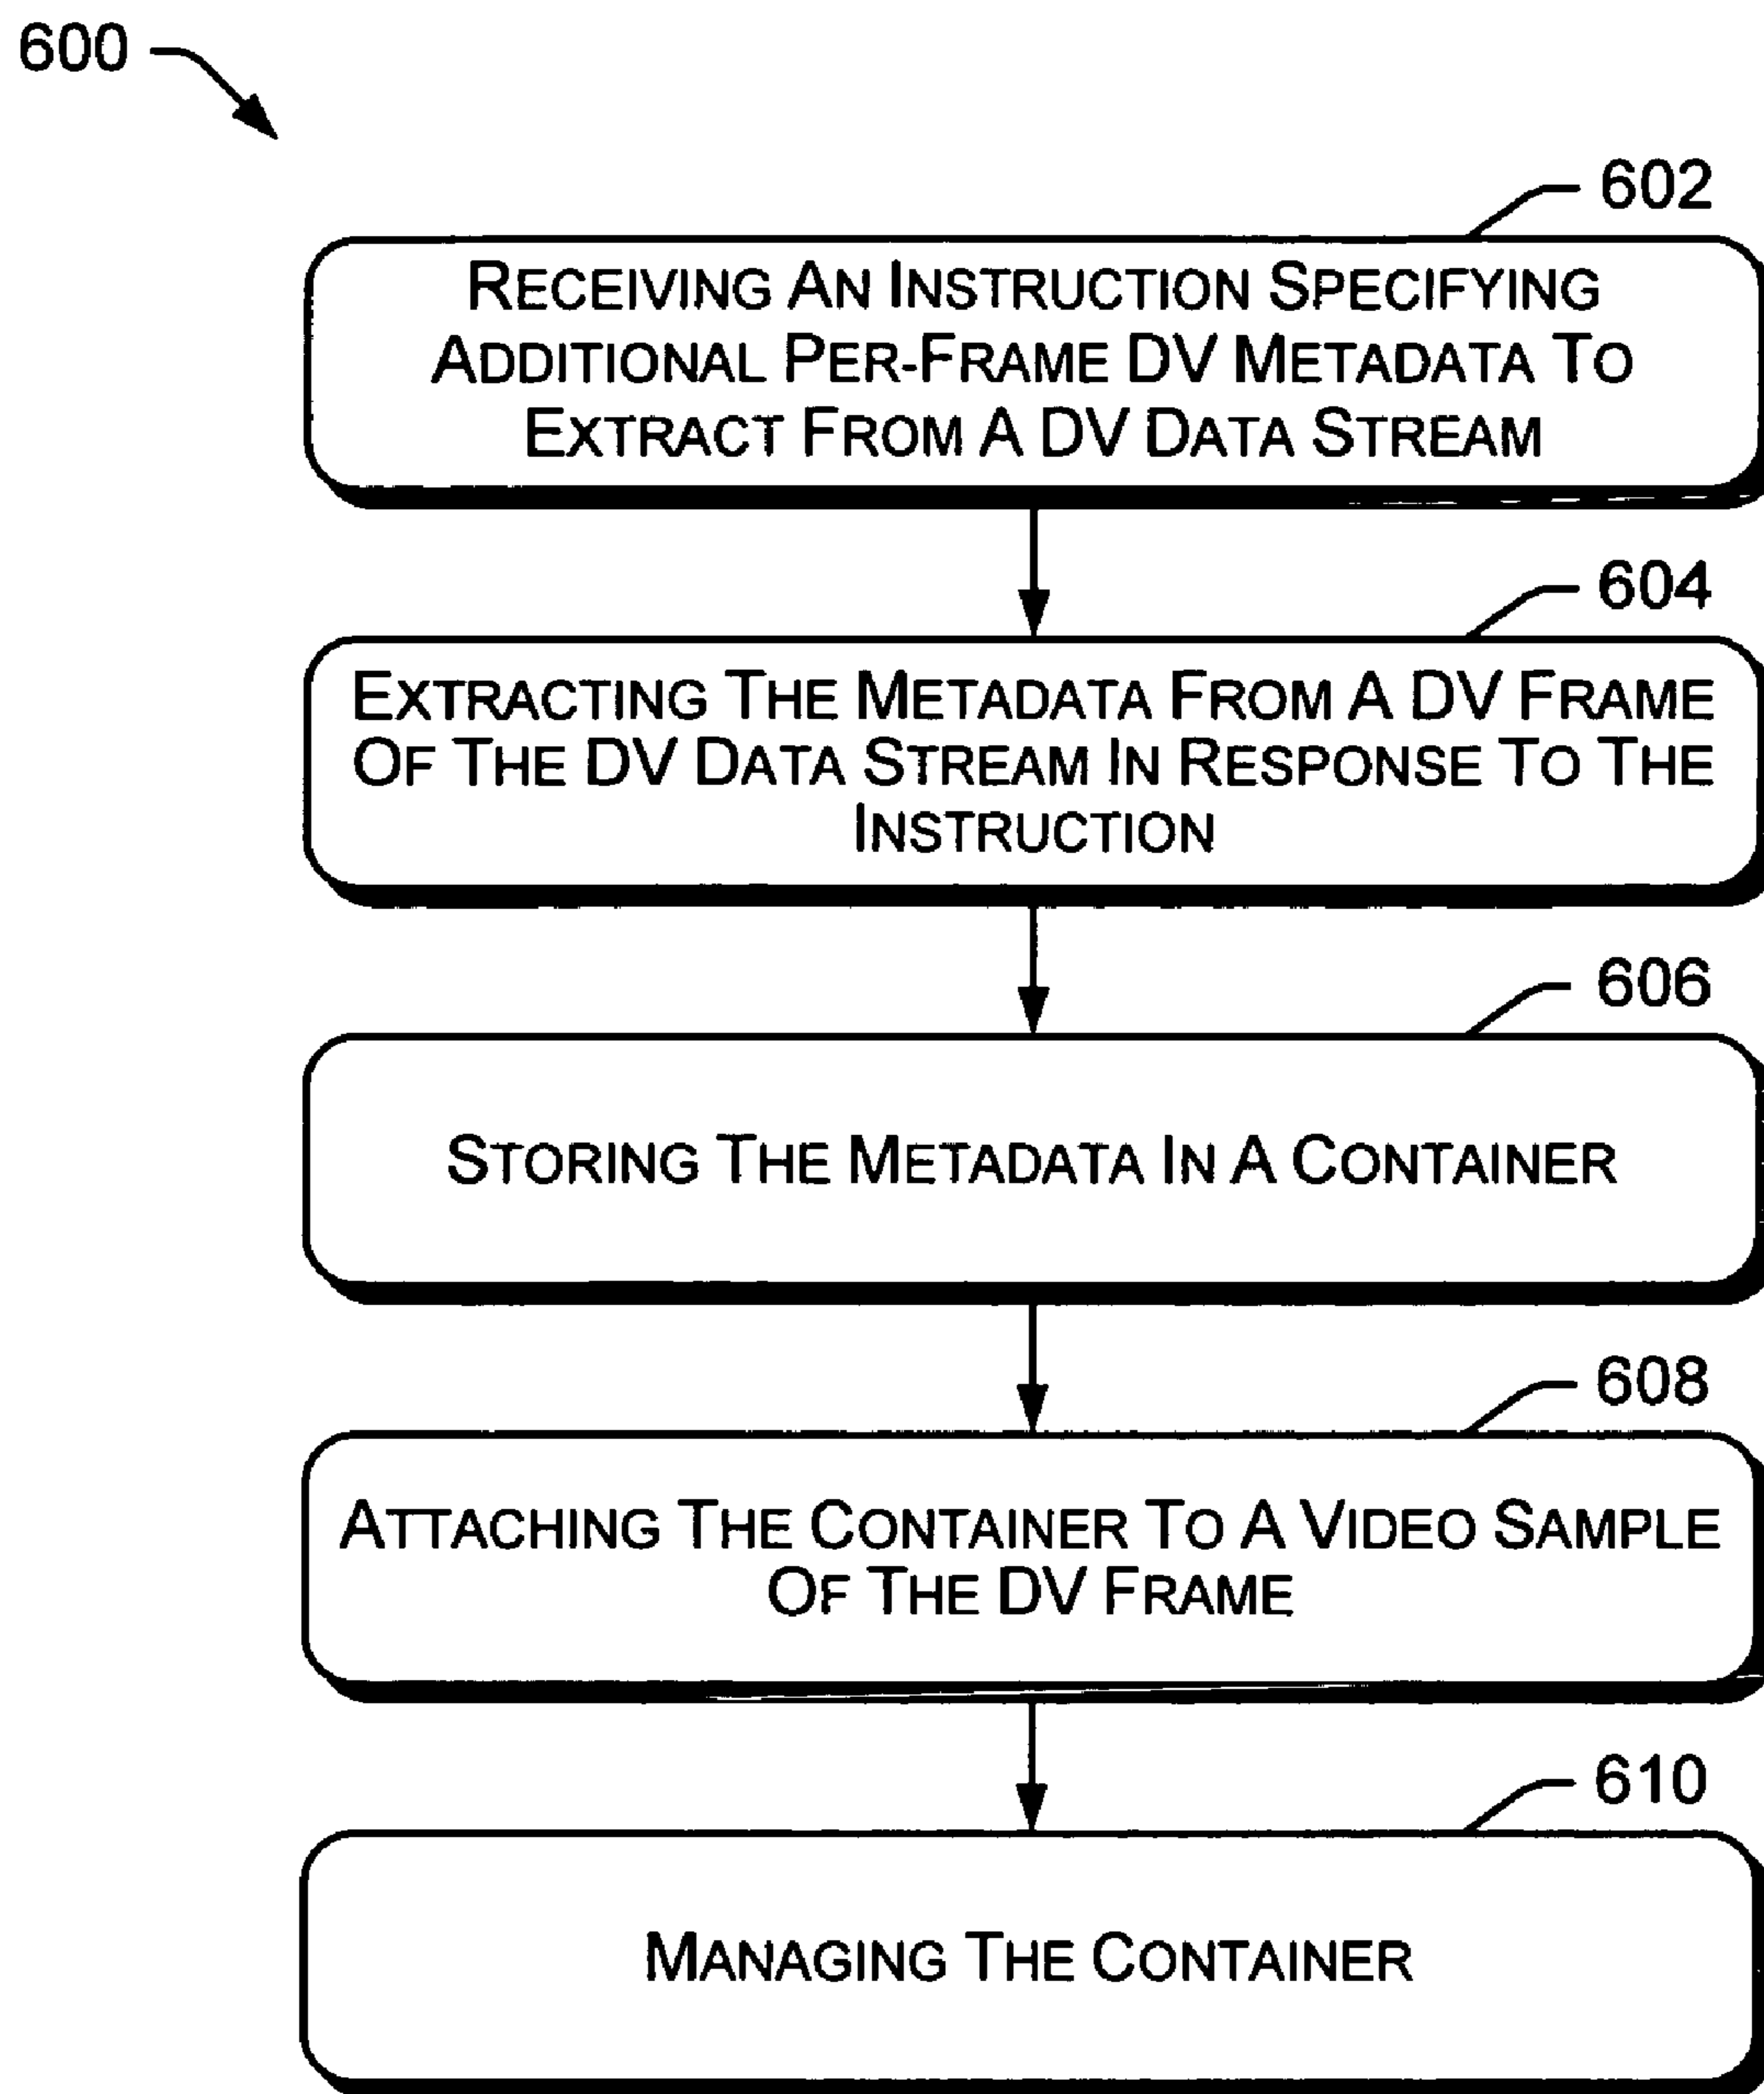 600
602
RECEIVING AN INSTRUCTION SPECIFYING
ADDITIONAL PER-FRAME DV METADATA TO
EXTRACT FROM A DV DATA STREAM
604
EXTRACTING THE METADATA FROM A DV FRAME
OF THE DV DATA STREAM IN RESPONSE TO THE
INSTRUCTION
606
STORING THE METADATA IN A CONTAINER
608
ATTACHING THE CONTAINER TO A VIDEO SAMPLE
OF THE DV FRAME
610
MANAGING THE CONTAINER